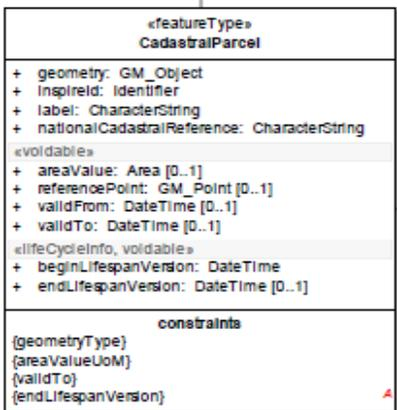 «featureType»
CadastralParcel
+ geometry: GM_Object
+ inspireId: Identifier
+ label: CharacterString
+ nationalCadastralReference: CharacterString
«voidable»
+ areaValue: Area [0..1]
+ referencePoint: GM_Point [0..1]
+ validFrom: DateTime [0..1]
+ validTo: DateTime [0..1]
«lifeCycleInfo, voidable»
+ beginLifespanVersion: DateTime
+ endLifespanVersion: DateTime [0..1]
constraints
{geometryType}
{areaValueUoM}
{validTo}
{endLifespanVersion}
A